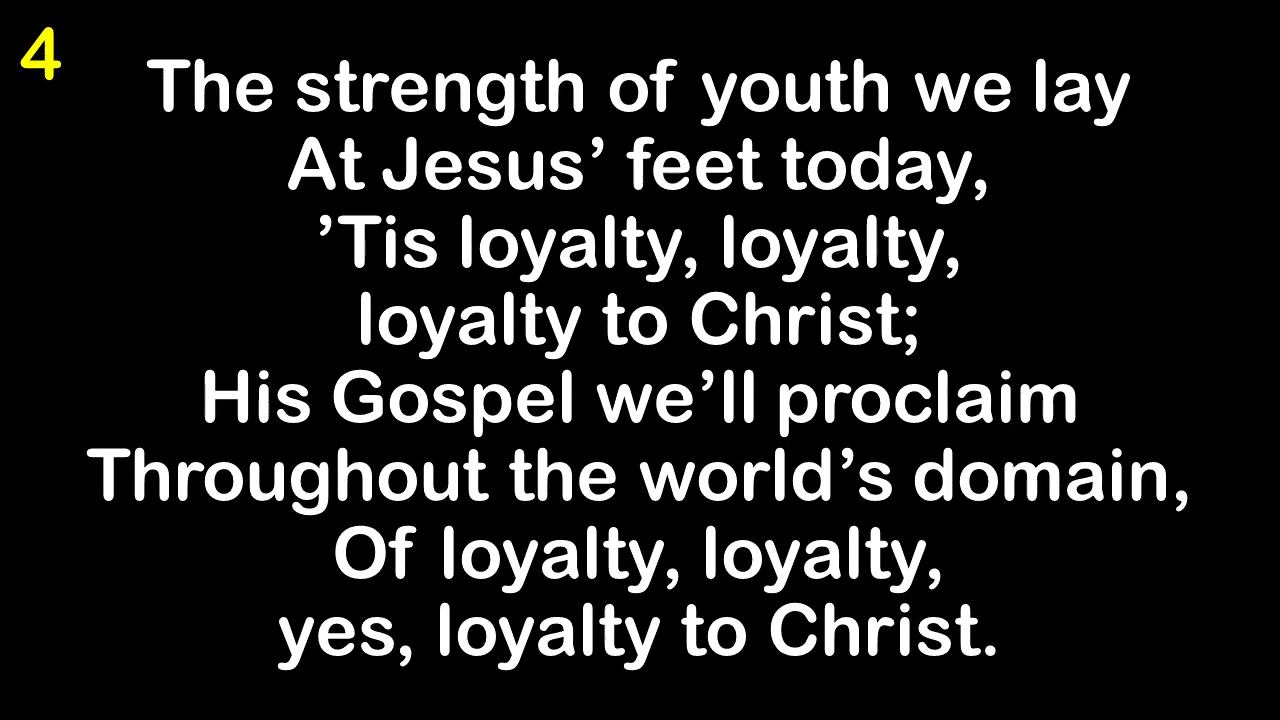 4
The strength of youth we lay
At Jesus’ feet today,
’Tis loyalty, loyalty,
loyalty to Christ;
His Gospel we’ll proclaim
Throughout the world’s domain,
Of loyalty, loyalty,
yes, loyalty to Christ.